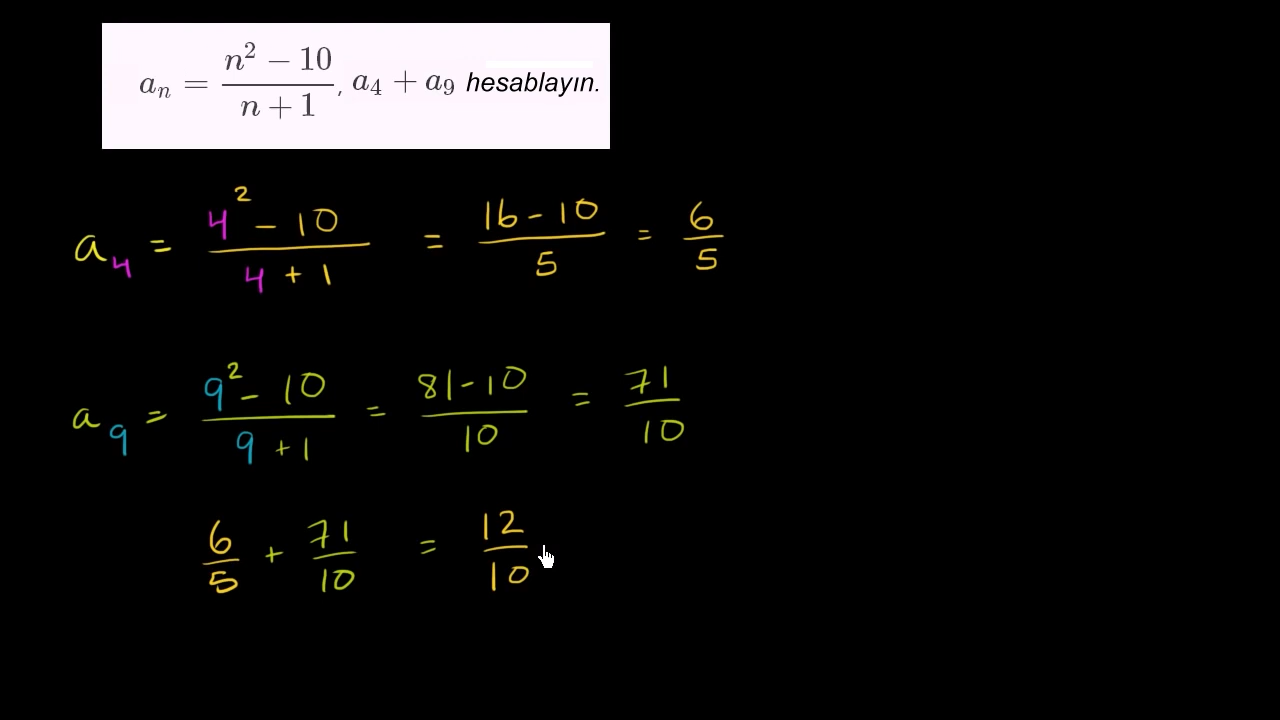 aₙ = (n² − 10)/(n + 1), a₄ + a₉ hesablayın.
a₄ = (4² − 10)/(4 + 1) = (16 − 10)/5 = 6/5
a₉ = (9² − 10)/(9 + 1) = (81 − 10)/10 = 71/10
6/5 + 71/10 = 12/10